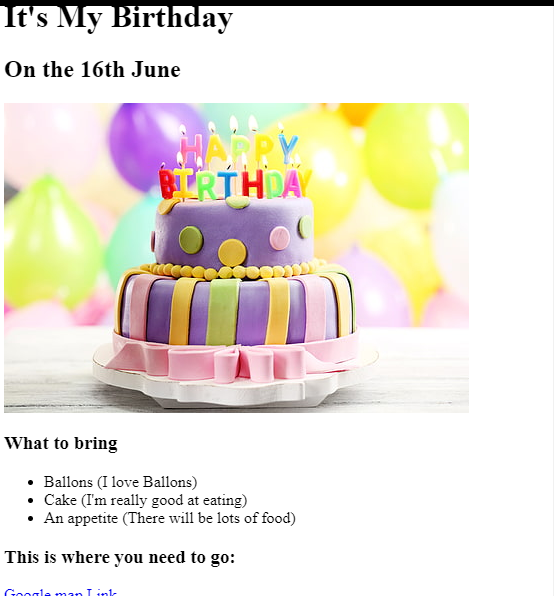 It's My Birthday
On the 16th June
HAPPY
BIRTHDAY
What to bring
Ballons (I love Ballons)
Cake (I'm really good at eating)
An appetite (There will be lots of food)
This is where you need to go:
Google map Link